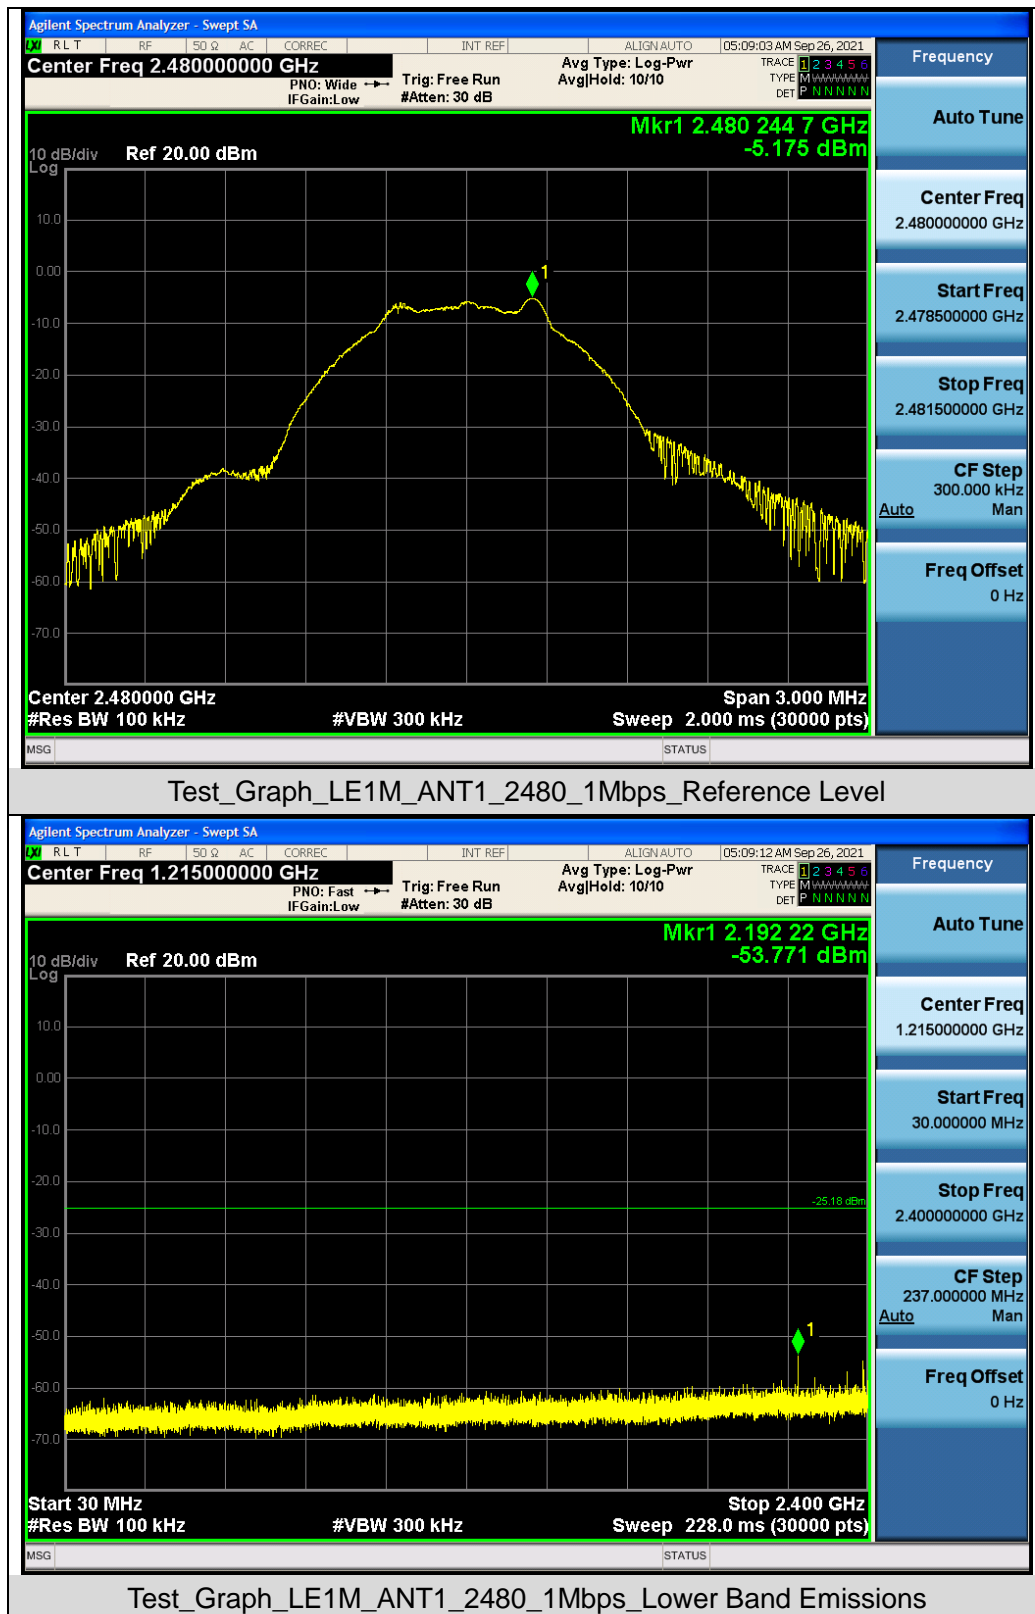 Agilent Spectrum Analyzer - Swept SA
LXI RLT RF 50 Ω AC CORREC INT REF ALIGN AUTO 05:09:03 AM Sep 26, 2021
Center Freq 2.480000000 GHz
PNO: Wide
IFGain:Low
Trig: Free Run
#Atten: 30 dB
Avg Type: Log-Pwr
Avg|Hold: 10/10
TRACE 1 2 3 4 5 6
TYPE M
DET P N N N N N
Mkr1 2.480 244 7 GHz
-5.175 dBm
10 dB/div Ref 20.00 dBm
Log
10.0
0.00
1
-10.0
-20.0
-30.0
-40.0
-50.0
-60.0
-70.0
Center 2.480000 GHz Span 3.000 MHz
#Res BW 100 kHz #VBW 300 kHz Sweep 2.000 ms (30000 pts)
MSG STATUS
Frequency
Auto Tune
Center Freq
2.480000000 GHz
Start Freq
2.478500000 GHz
Stop Freq
2.481500000 GHz
CF Step
300.000 kHz
Auto Man
Freq Offset
0 Hz
Test_Graph_LE1M_ANT1_2480_1Mbps_Reference Level
Agilent Spectrum Analyzer - Swept SA
LXI RLT RF 50 Ω AC CORREC INT REF ALIGN AUTO 05:09:12 AM Sep 26, 2021
Center Freq 1.215000000 GHz
PNO: Fast
IFGain:Low
Trig: Free Run
#Atten: 30 dB
Avg Type: Log-Pwr
Avg|Hold: 10/10
TRACE 1 2 3 4 5 6
TYPE M
DET P N N N N N
Mkr1 2.192 22 GHz
-53.771 dBm
10 dB/div Ref 20.00 dBm
Log
10.0
0.00
-10.0
-20.0
-25.18 dBm
-30.0
-40.0
-50.0
1
-60.0
-70.0
Start 30 MHz Stop 2.400 GHz
#Res BW 100 kHz #VBW 300 kHz Sweep 228.0 ms (30000 pts)
MSG STATUS
Frequency
Auto Tune
Center Freq
1.215000000 GHz
Start Freq
30.000000 MHz
Stop Freq
2.400000000 GHz
CF Step
237.000000 MHz
Auto Man
Freq Offset
0 Hz
Test_Graph_LE1M_ANT1_2480_1Mbps_Lower Band Emissions